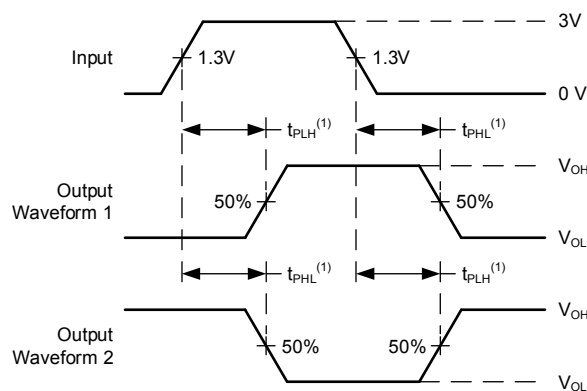 3V
Input
1.3V
1.3V
0 V
tPLH(1)
tPHL(1)
VOH
Output
Waveform 1
50%
50%
VOL
tPHL(1)
tPLH(1)
VOH
Output
Waveform 2
50%
50%
VOL